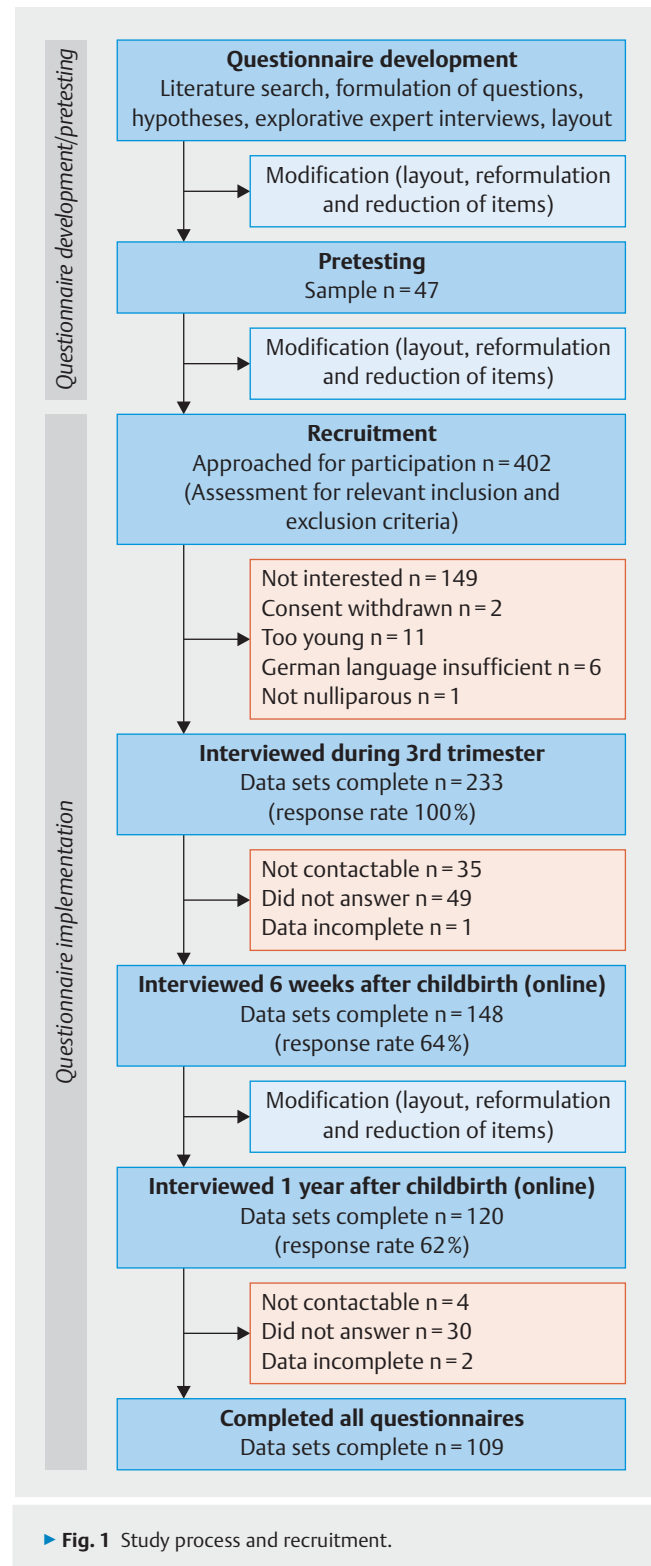 Questionnaire development/pretesting
Questionnaire development
Literature search, formulation of questions,
hypotheses, explorative expert interviews, layout
Modification (layout, reformulation
and reduction of items)
Pretesting
Sample n = 47
Modification (layout, reformulation
and reduction of items)
Questionnaire implementation
Recruitment
Approached for participation n = 402
(Assessment for relevant inclusion and
exclusion criteria)
Not interested n = 149
Consent withdrawn n = 2
Too young n = 11
German language insufficient n = 6
Not nulliparous n = 1
Interviewed during 3rd trimester
Data sets complete n = 233
(response rate 100%)
Not contactable n = 35
Did not answer n = 49
Data incomplete n = 1
Interviewed 6 weeks after childbirth (online)
Data sets complete n = 148
(response rate 64%)
Modification (layout, reformulation
and reduction of items)
Interviewed 1 year after childbirth (online)
Data sets complete n = 120
(response rate 62%)
Not contactable n = 4
Did not answer n = 30
Data incomplete n = 2
Completed all questionnaires
Data sets complete n = 109
▶ Fig. 1 Study process and recruitment.